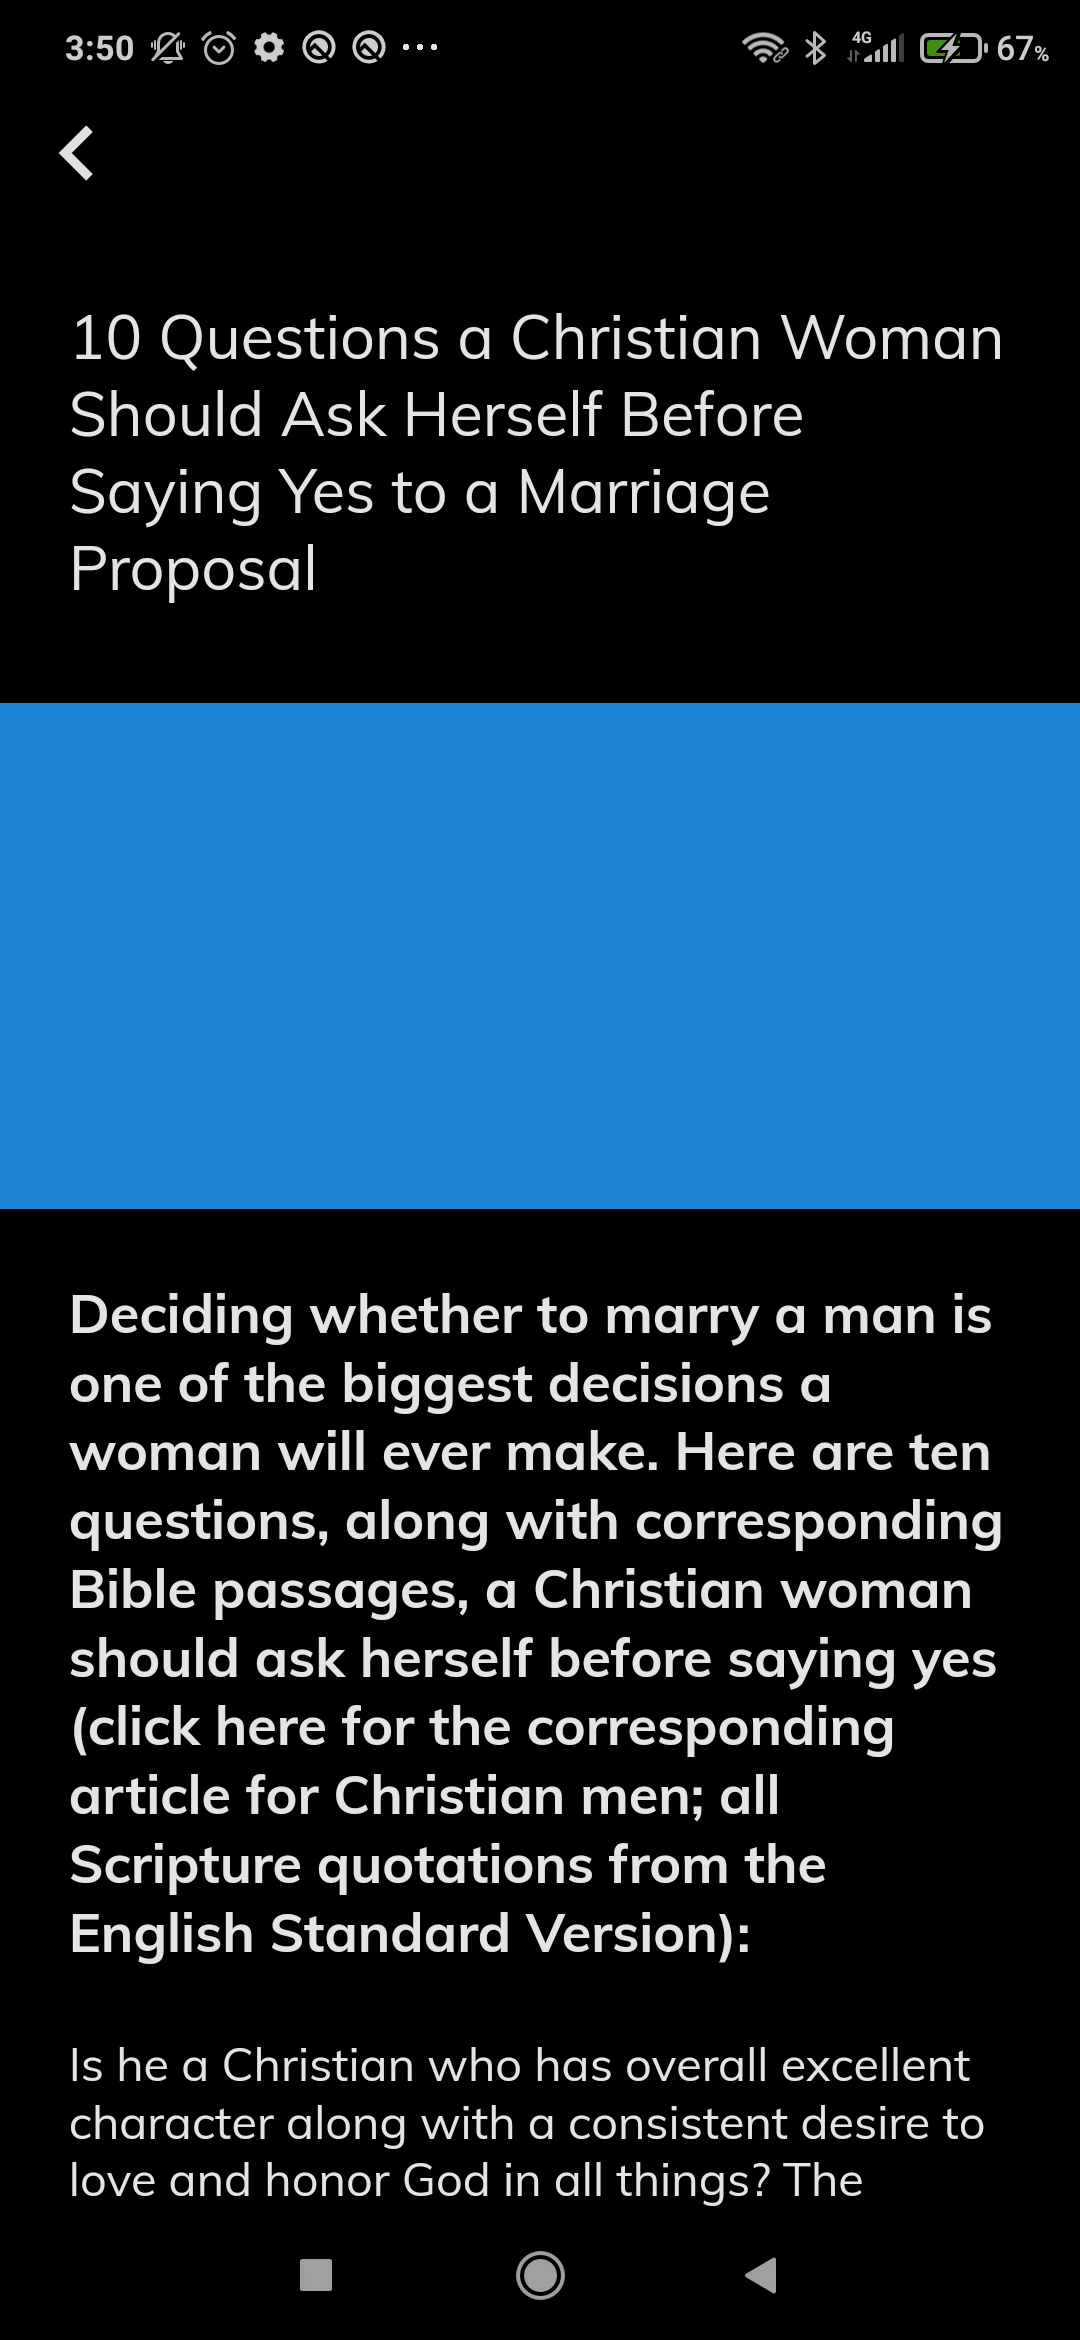 3:50
4G
67%
10 Questions a Christian Woman
Should Ask Herself Before
Saying Yes to a Marriage
Proposal
Deciding whether to marry a man is
one of the biggest decisions a
woman will ever make. Here are ten
questions, along with corresponding
Bible passages, a Christian woman
should ask herself before saying yes
(click here for the corresponding
article for Christian men; all
Scripture quotations from the
English Standard Version):
Is he a Christian who has overall excellent
character along with a consistent desire to
love and honor God in all things? The